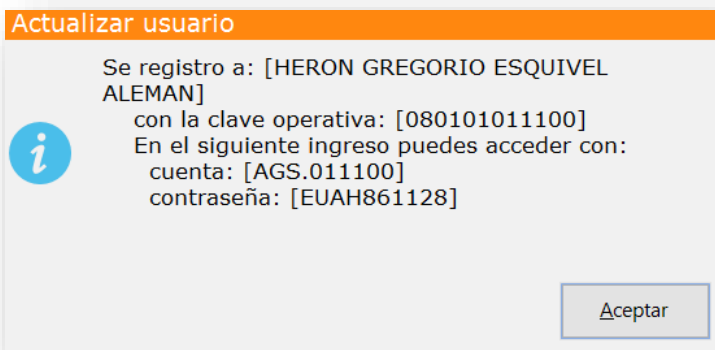 Actualizar usuario
Se registro a: [HERON GREGORIO ESQUIVEL
ALEMAN]
con la clave operativa: [080101011100]
En el siguiente ingreso puedes acceder con:
cuenta: [AGS.011100]
contraseña: [EUAH861128]
Aceptar